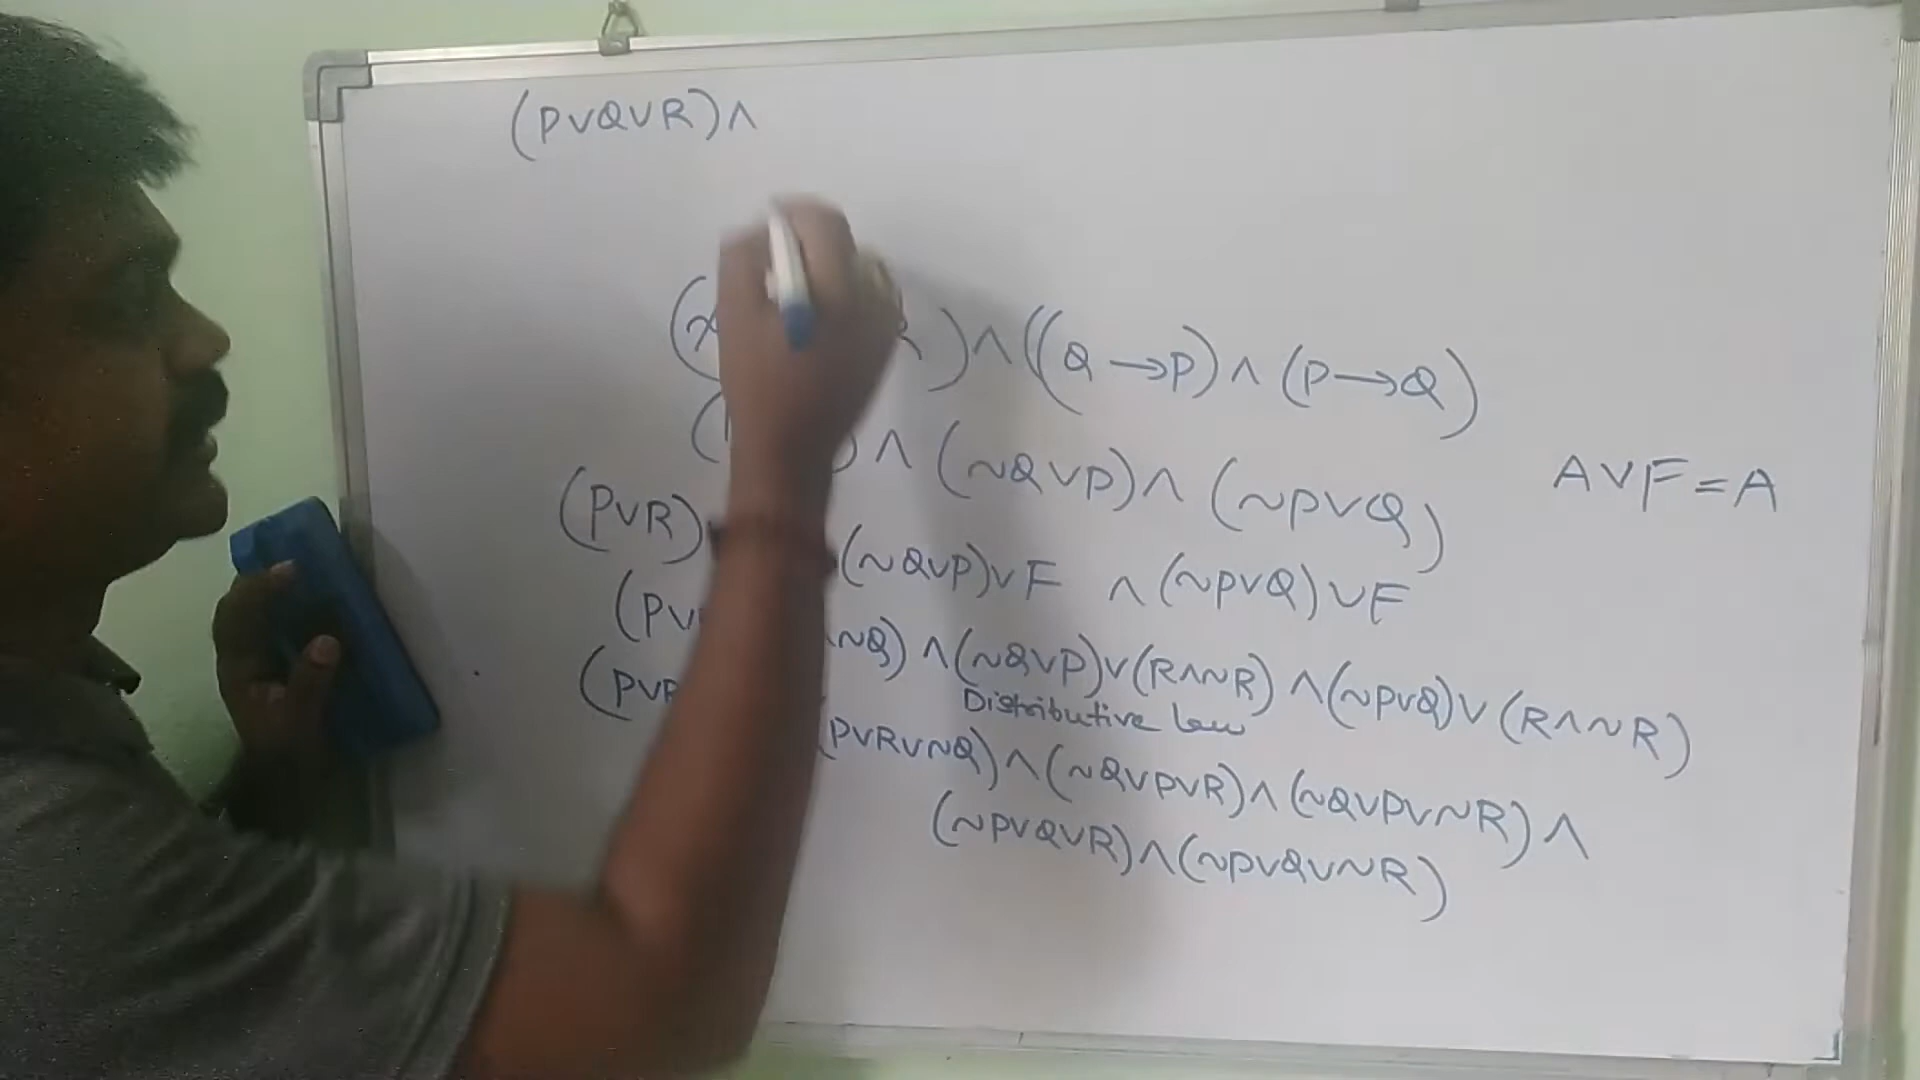 (PVQVR)∧
( )∧((Q→P)∧(P→Q)
( )∧(~QVP)∧(~PVQ)
AVF=A
(PVR) (~QVP)VF ∧(~PVQ)VF
(PV ∧~Q)∧(~QVP)V(R∧~R)∧(~PVQ)V(R∧~R)
Distributive law
(PVR (PVRV~Q)∧(~QVPVR)∧(~QVPV~R)∧
(~PVQVR)∧(~PVQV~R)